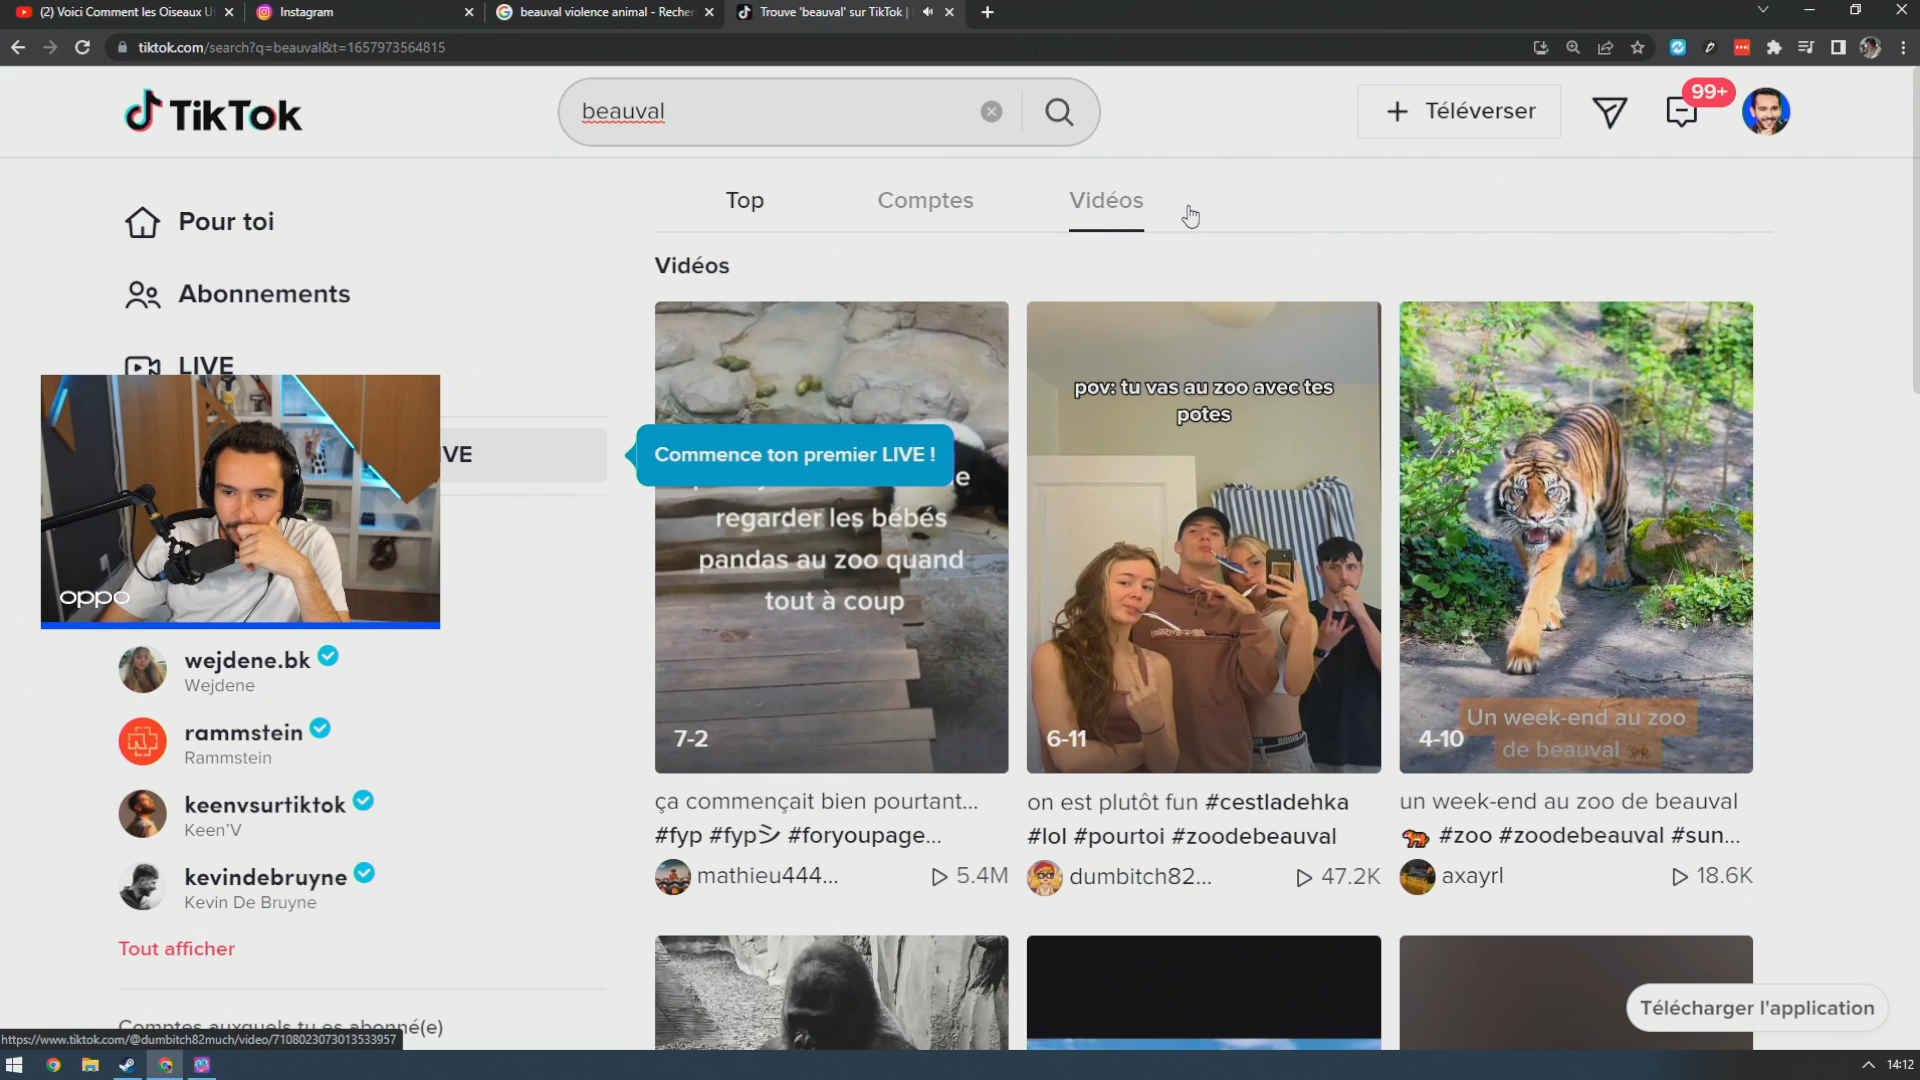 (2) Voici Comment les Oiseaux U
Instagram
beauval violence animal - Recher
Trouve 'beauval' sur TikTok |
tiktok.com/search?q=beauval&t=1657973564815
TikTok
beauval
Téléverser
99+
Top
Comptes
Vidéos
Pour toi
Abonnements
LIVE
VE
Commence ton premier LIVE !
oppo
wejdene.bk
Wejdene
rammstein
Rammstein
keenvsurtiktok
Keen'V
kevindebruyne
Kevin De Bruyne
Tout afficher
Comptes auxquels tu es abonné(e)
Vidéos
e
regarder les bébés
pandas au zoo quand
tout à coup
7-2
ça commençait bien pourtant...
#fyp #fypシ #foryoupage...
mathieu444...
5.4M
pov: tu vas au zoo avec tes
potes
6-11
on est plutôt fun #cestladehka
#lol #pourtoi #zoodebeauval
dumbitch82...
47.2K
Un week-end au zoo
de beauval
4-10
un week-end au zoo de beauval
#zoo #zoodebeauval #sun...
axayrl
18.6K
Télécharger l'application
https://www.tiktok.com/@dumbitch82much/video/7108023073013533957
14:12